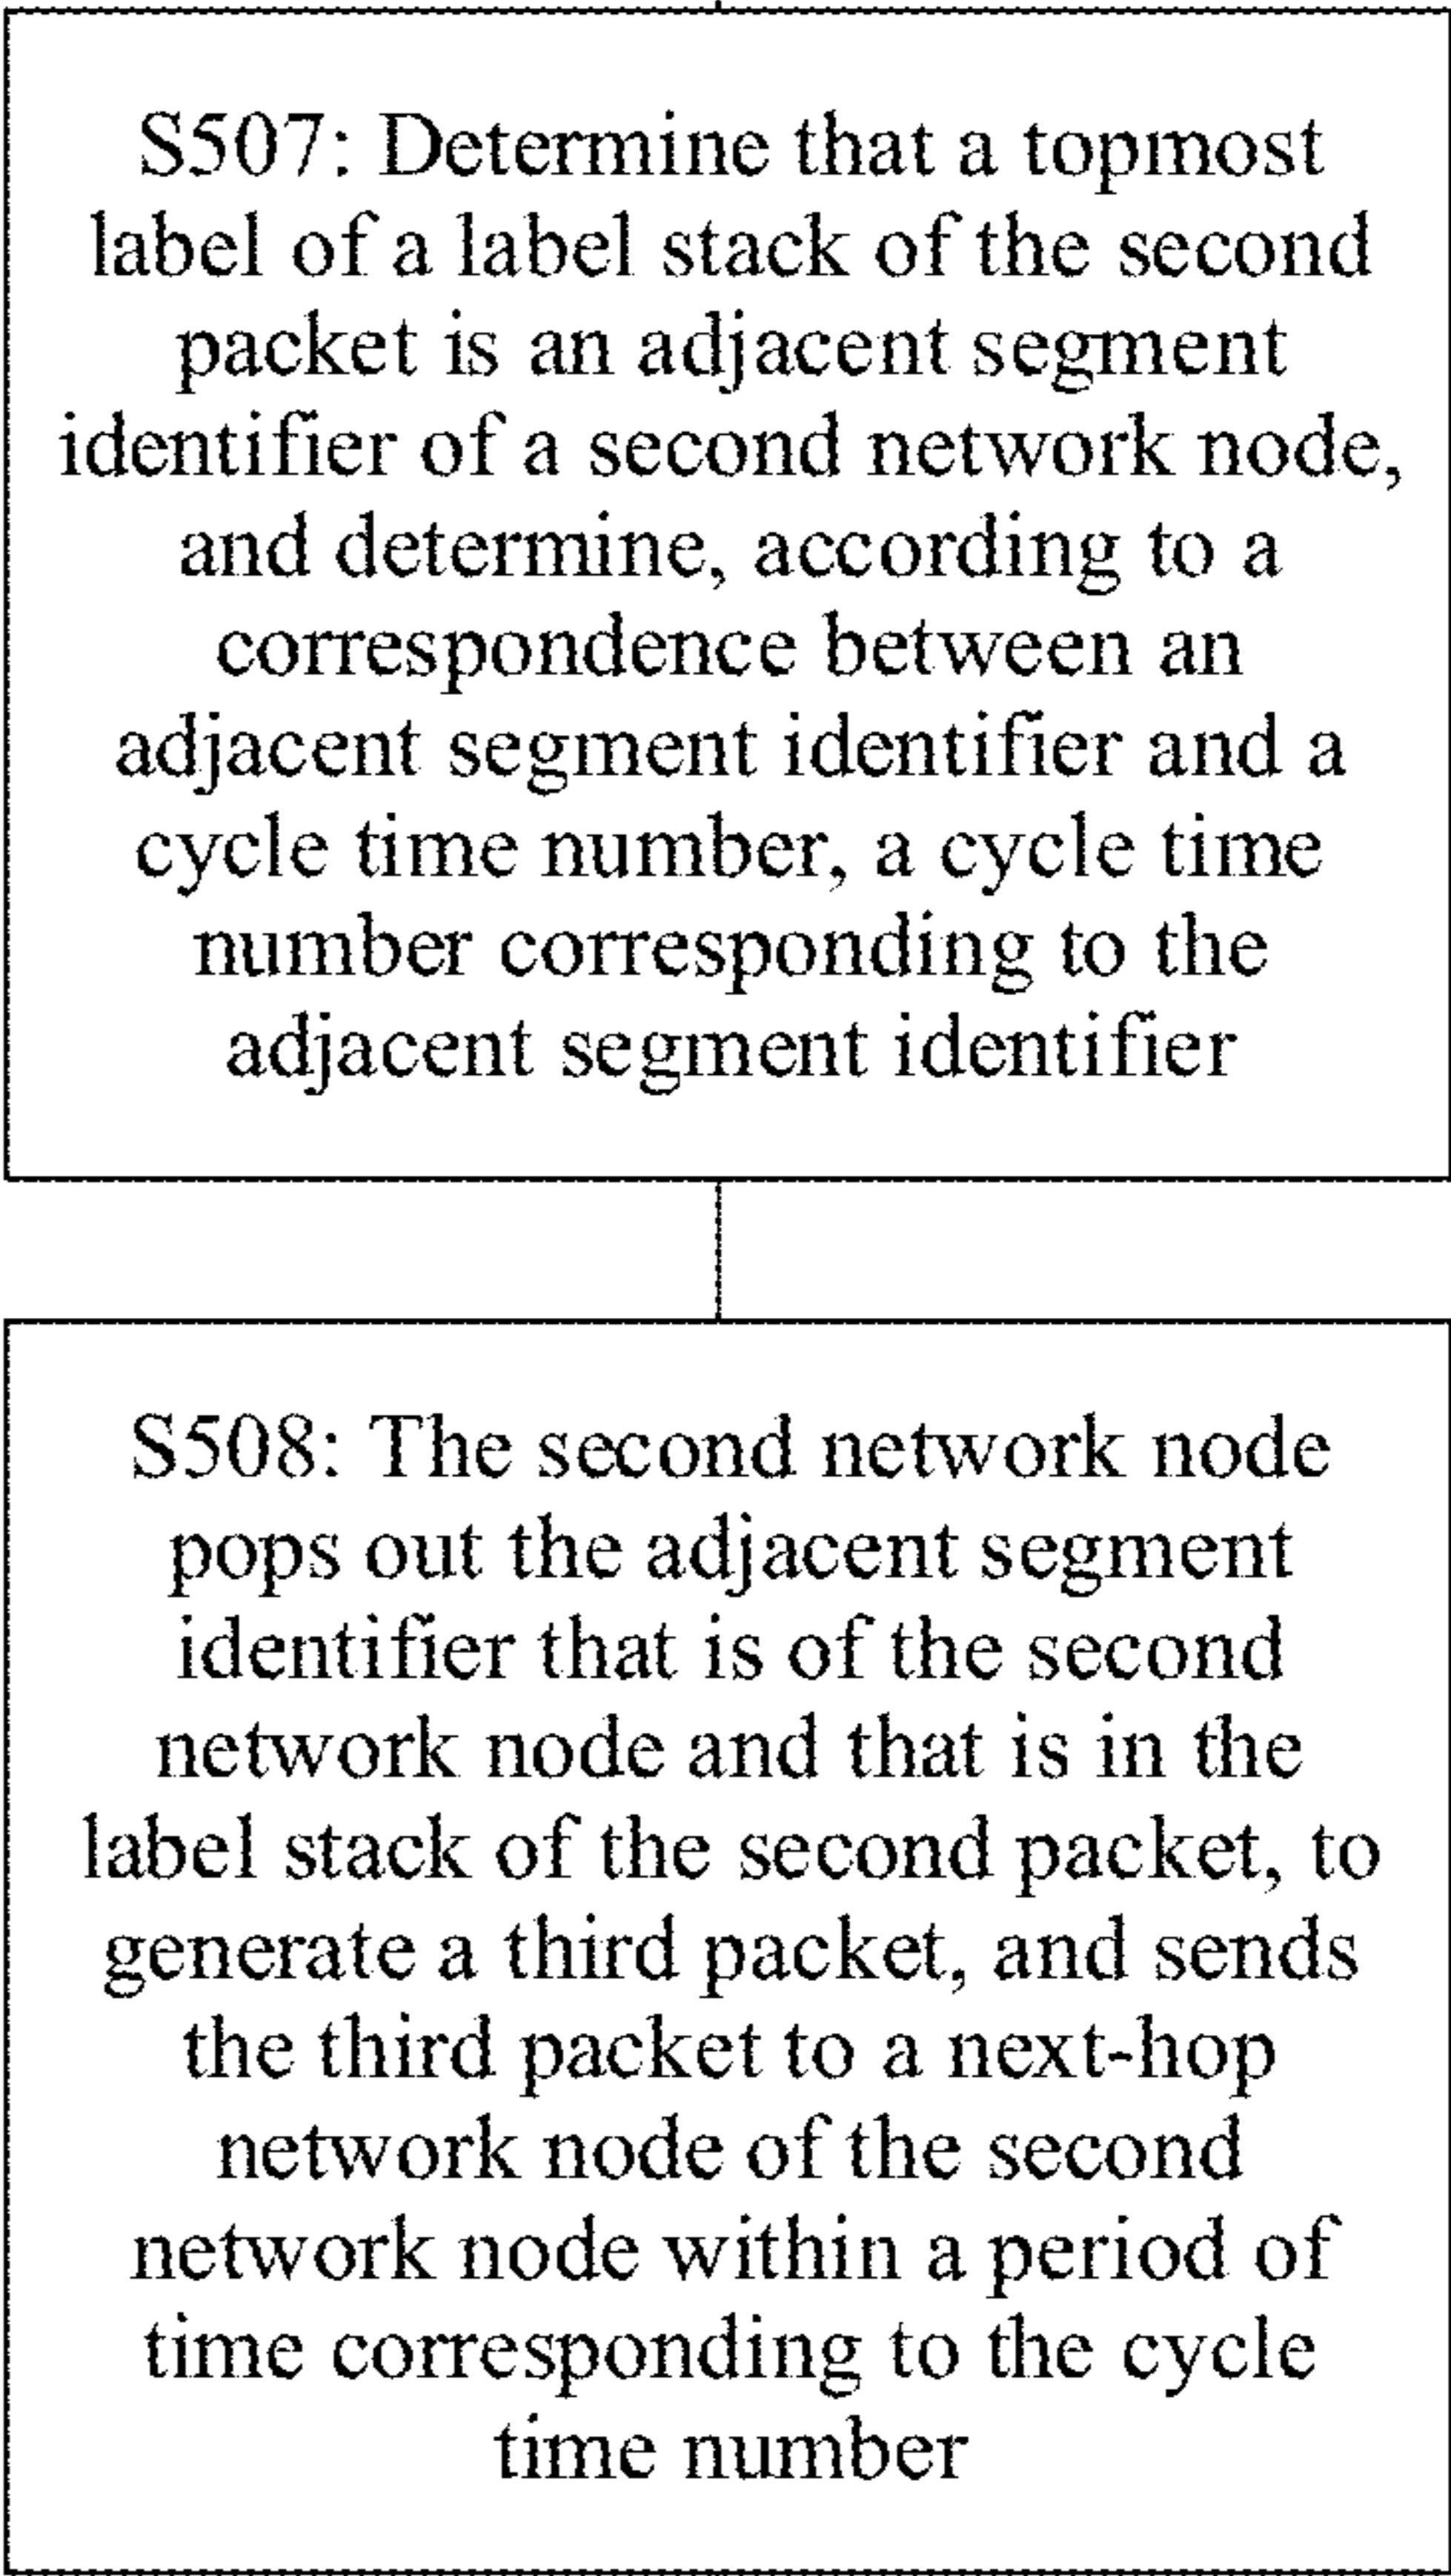 S507: Determine that a topmost
label of a label stack of the second
packet is an adjacent segment
identifier of a second network node,
and determine, according to a
correspondence between an
adjacent segment identifier and a
cycle time number, a cycle time
number corresponding to the
adjacent segment identifier
S508: The second network node
pops out the adjacent segment
identifier that is of the second
network node and that is in the
label stack of the second packet, to
generate a third packet, and sends
the third packet to a next-hop
network node of the second
network node within a period of
time corresponding to the cycle
time number